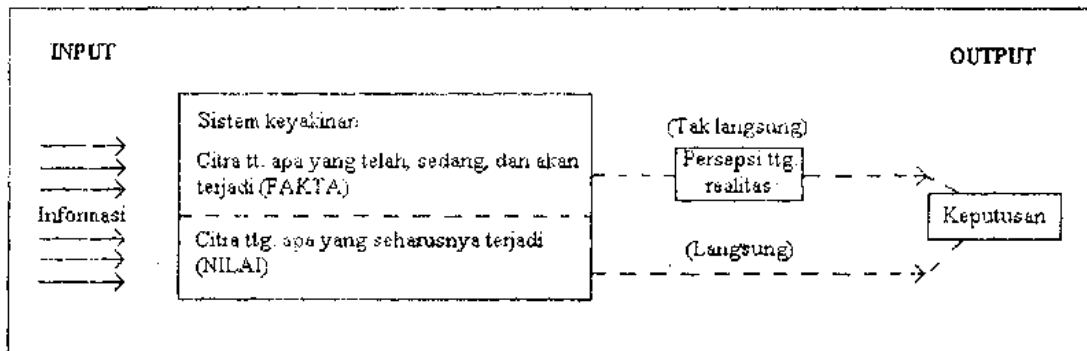 INPUT
OUTPUT
Sistem keyakinan
Citra tt. apa yang telah, sedang, dan akan
terjadi (FAKTA)
Citra ttg. apa yang seharusnya terjadi
(NILAI)
Informasi
(Tak langsung)
Persepsi ttg.
realitas
(Langsung)
Keputusan